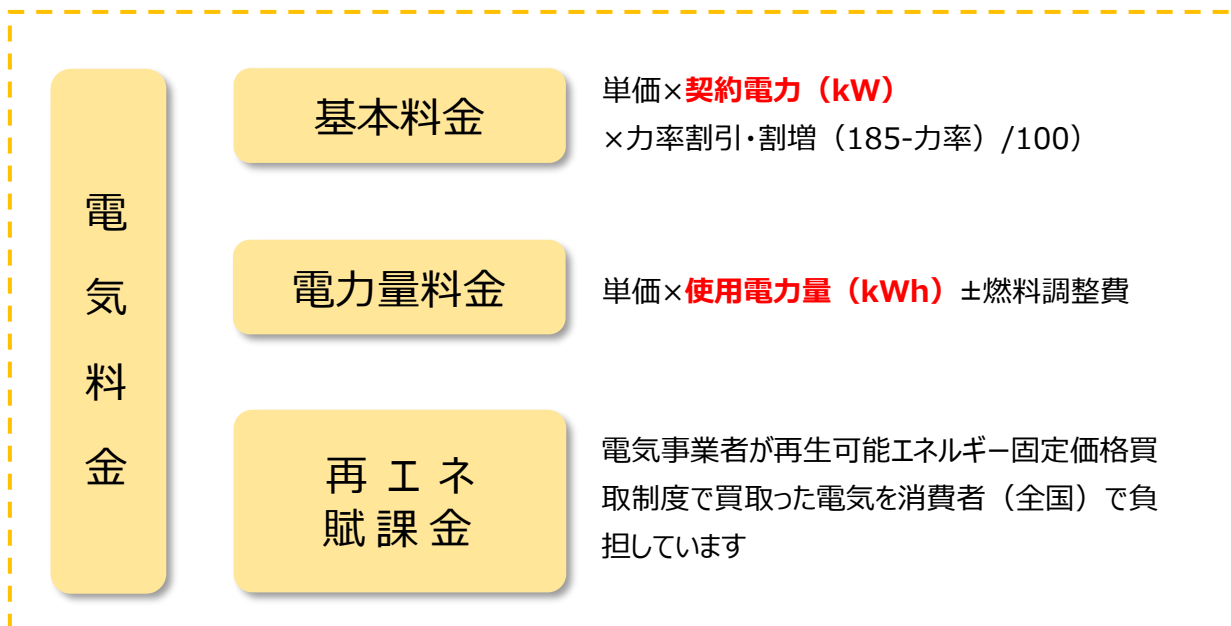 電気料金
基本料金
単価×契約電力（kW）
×力率割引・割増（185-力率）/100）
電力量料金
単価×使用電力量（kWh）±燃料調整費
再エネ
賦課金
電気事業者が再生可能エネルギー固定価格買
取制度で買取った電気を消費者（全国）で負
担しています